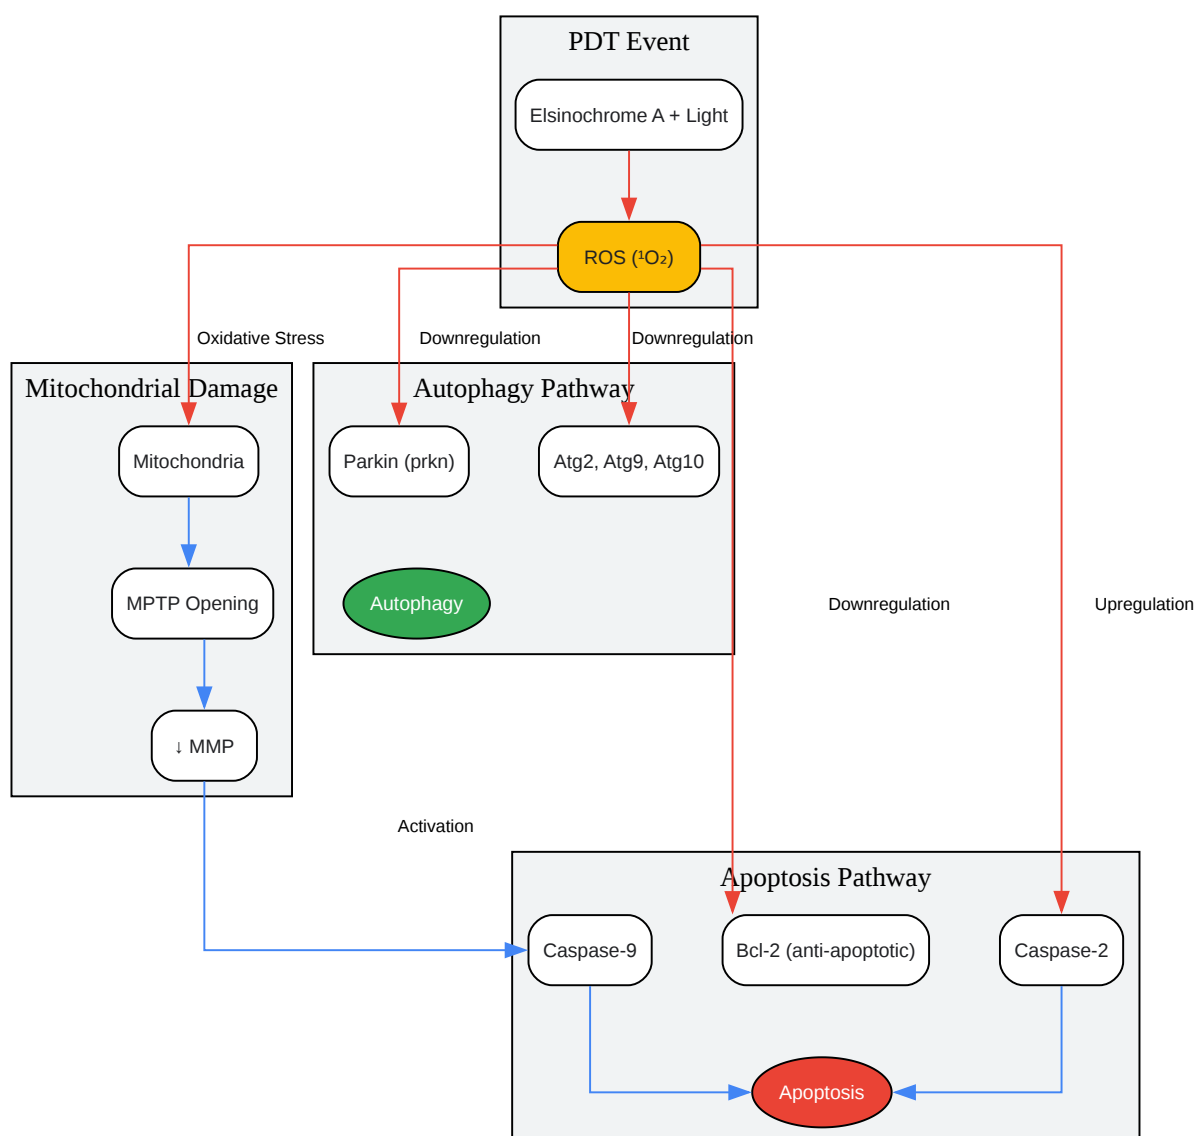 PDT Event
Elsinochrome A + Light
ROS (¹O₂)
Oxidative Stress
Downregulation
Downregulation
Mitochondrial Damage
Autophagy Pathway
Mitochondria
Parkin (prkn)
Atg2, Atg9, Atg10
MPTP Opening
Autophagy
Downregulation
Upregulation
↓ MMP
Activation
Apoptosis Pathway
Caspase-9
Bcl-2 (anti-apoptotic)
Caspase-2
Apoptosis